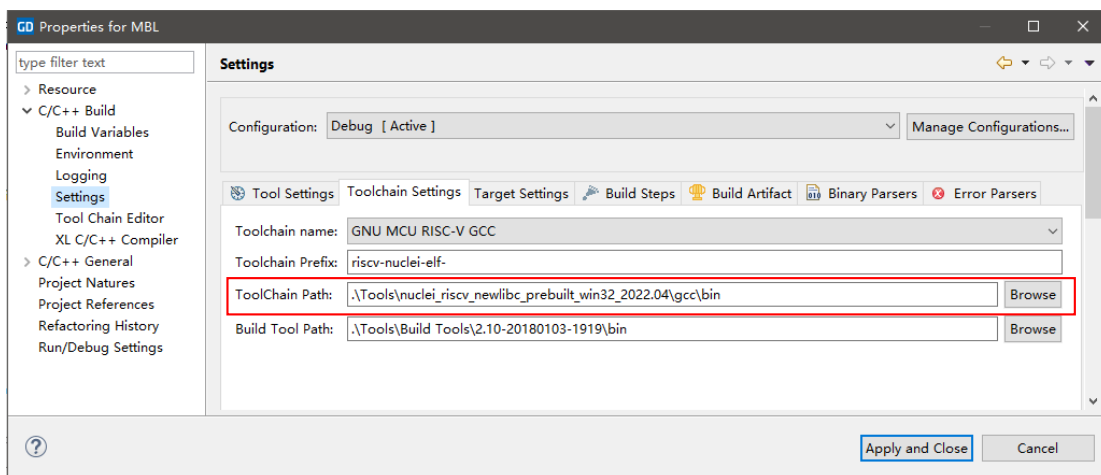 GD Properties for MBL
type filter text
Settings
Resource
C/C++ Build
Build Variables
Environment
Logging
Settings
Tool Chain Editor
XL C/C++ Compiler
C/C++ General
Project Natures
Project References
Refactoring History
Run/Debug Settings
Configuration: Debug [ Active ] Manage Configurations...
Tool Settings Toolchain Settings Target Settings Build Steps Build Artifact Binary Parsers Error Parsers
Toolchain name: GNU MCU RISC-V GCC
Toolchain Prefix: riscv-nuclei-elf-
ToolChain Path: .\Tools\nuclei_riscv_newlibc_prebuilt_win32_2022.04\gcc\bin Browse
Build Tool Path: .\Tools\Build Tools\2.10-20180103-1919\bin Browse
Apply and Close Cancel